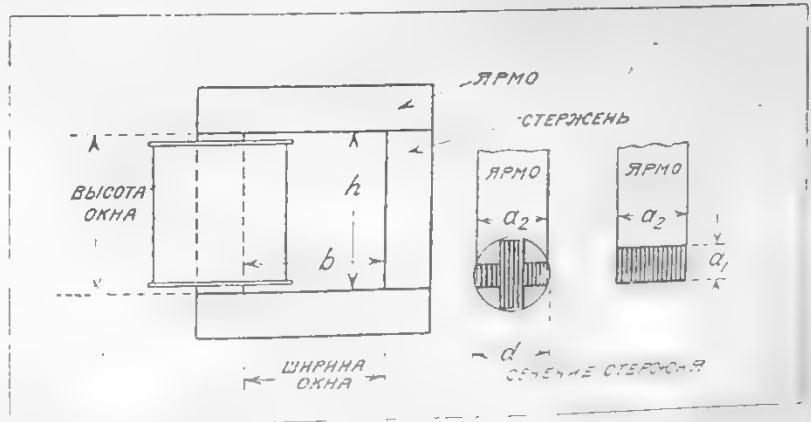 ЯРМО
СТЕРЖЕНЬ
ВЫСОТА
ОКНА
h
b
ЯРМО
a₂
d
ЯРМО
a₂
a₁
ШИРИНА
ОКНА
СЕЧЕНИЕ СТЕРЖНЯ